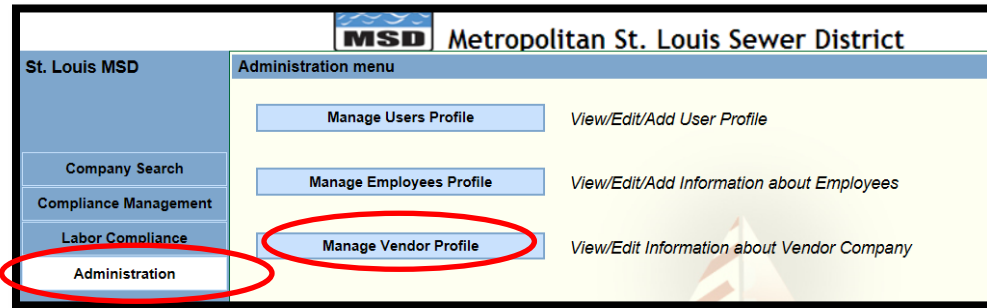 MSD Metropolitan St. Louis Sewer District
St. Louis MSD
Administration menu
Manage Users Profile View/Edit/Add User Profile
Company Search
Manage Employees Profile View/Edit/Add Information about Employees
Compliance Management
Labor Compliance
Manage Vendor Profile View/Edit Information about Vendor Company
Administration